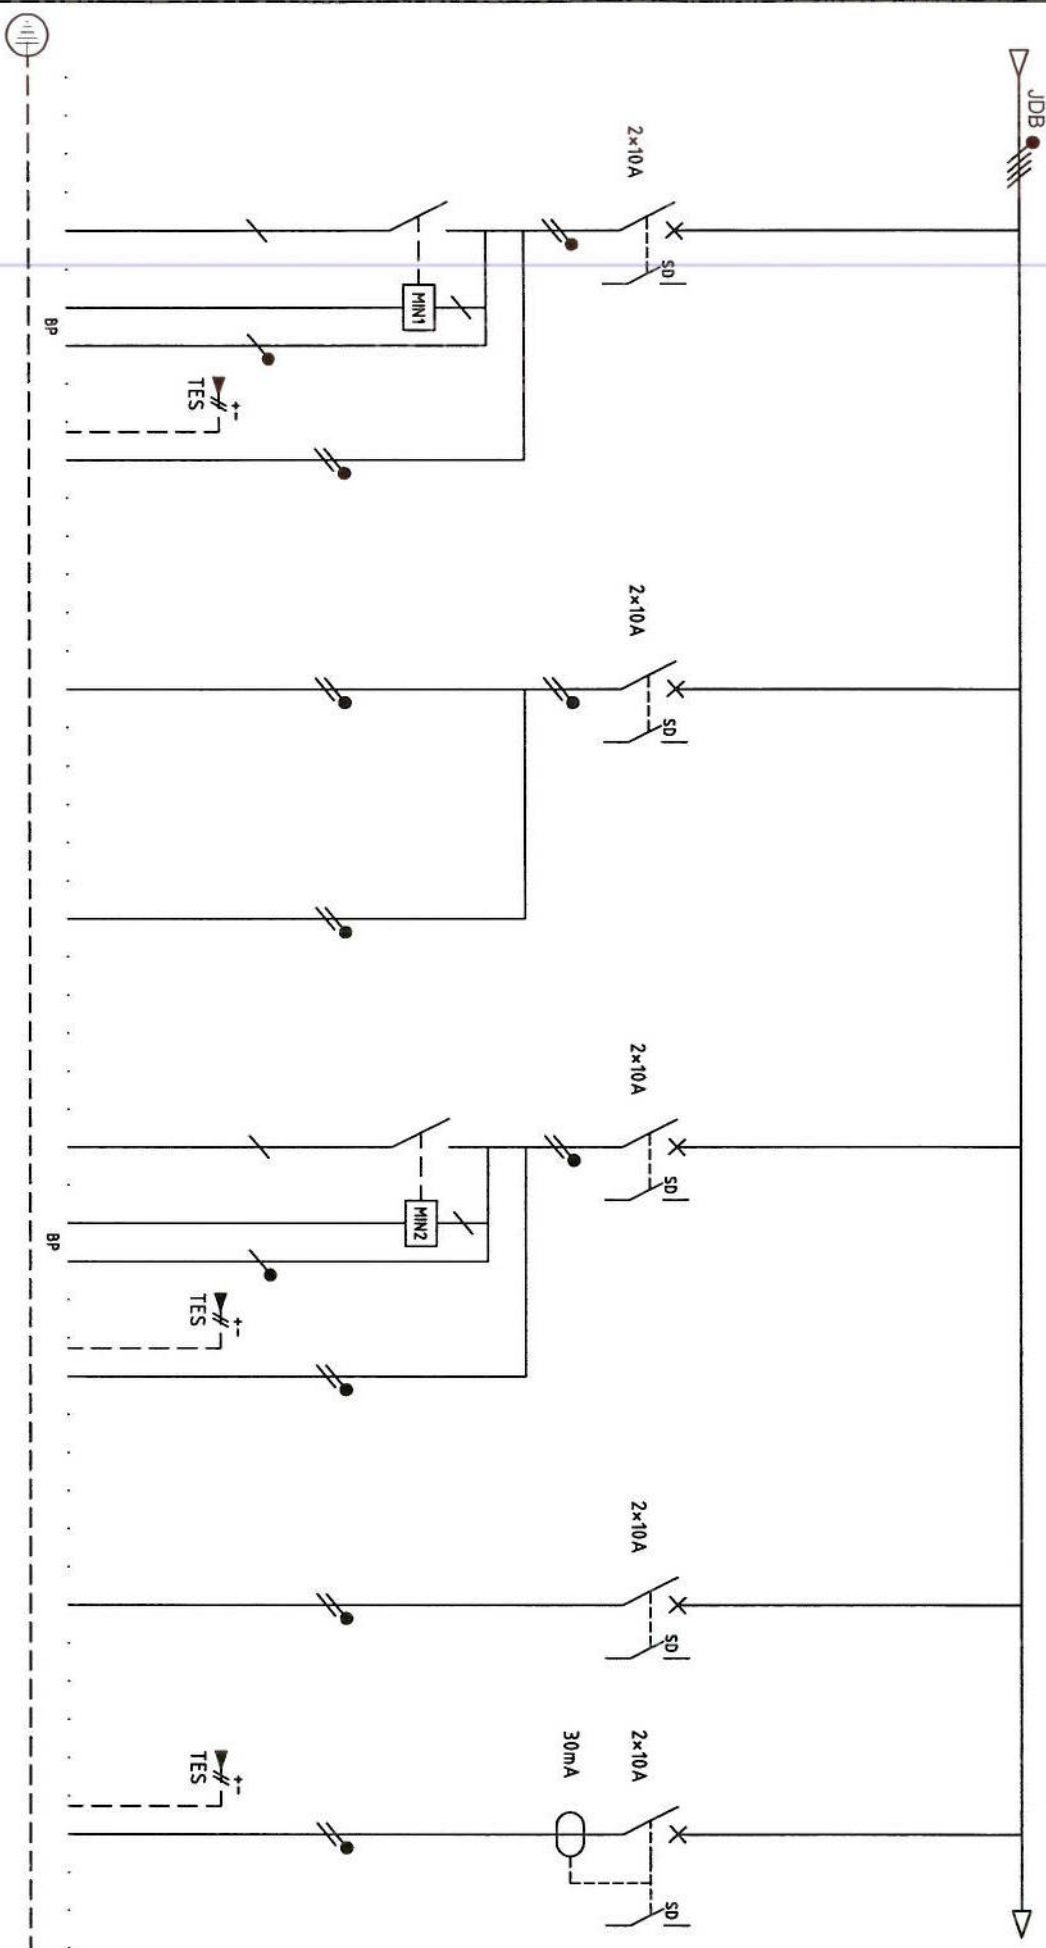 JDB
2×10A
SD
MIN1
BP
TES
+-
2×10A
SD
2×10A
SD
MIN2
BP
TES
+-
2×10A
SD
2×10A
30mA
SD
TES
+-